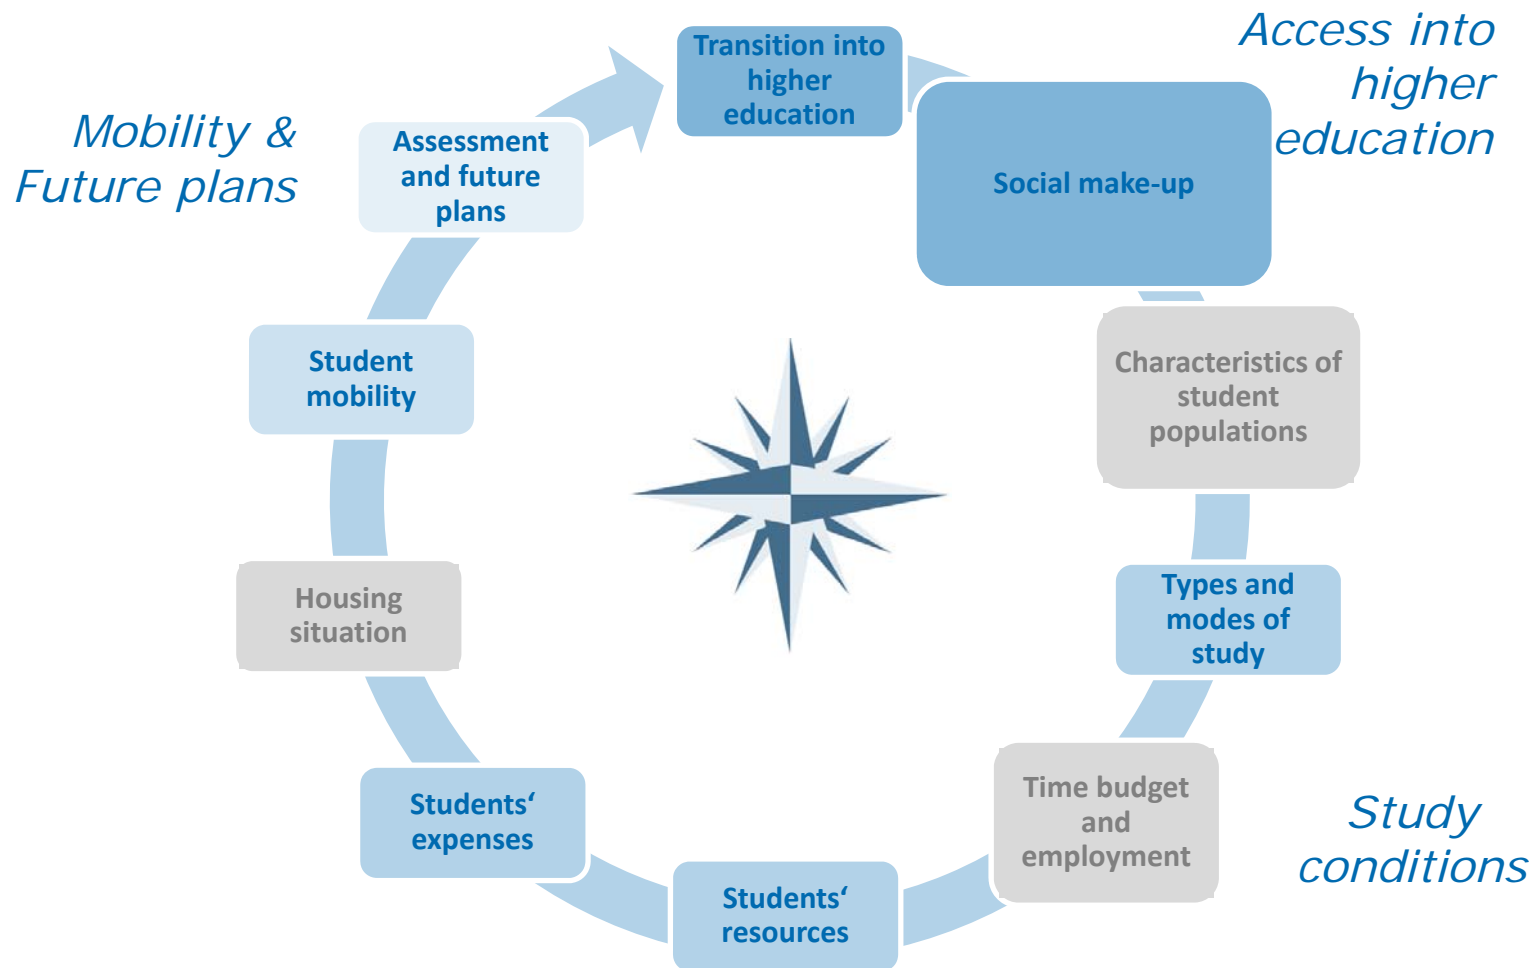 Transition into
higher
education
Access into
higher
education
Social make-up
Characteristics of
student
populations
Types and
modes of
study
Time budget
and
employment
Study
conditions
Students‘
resources
Students‘
expenses
Housing
situation
Student
mobility
Assessment
and future
plans
Mobility &
Future plans